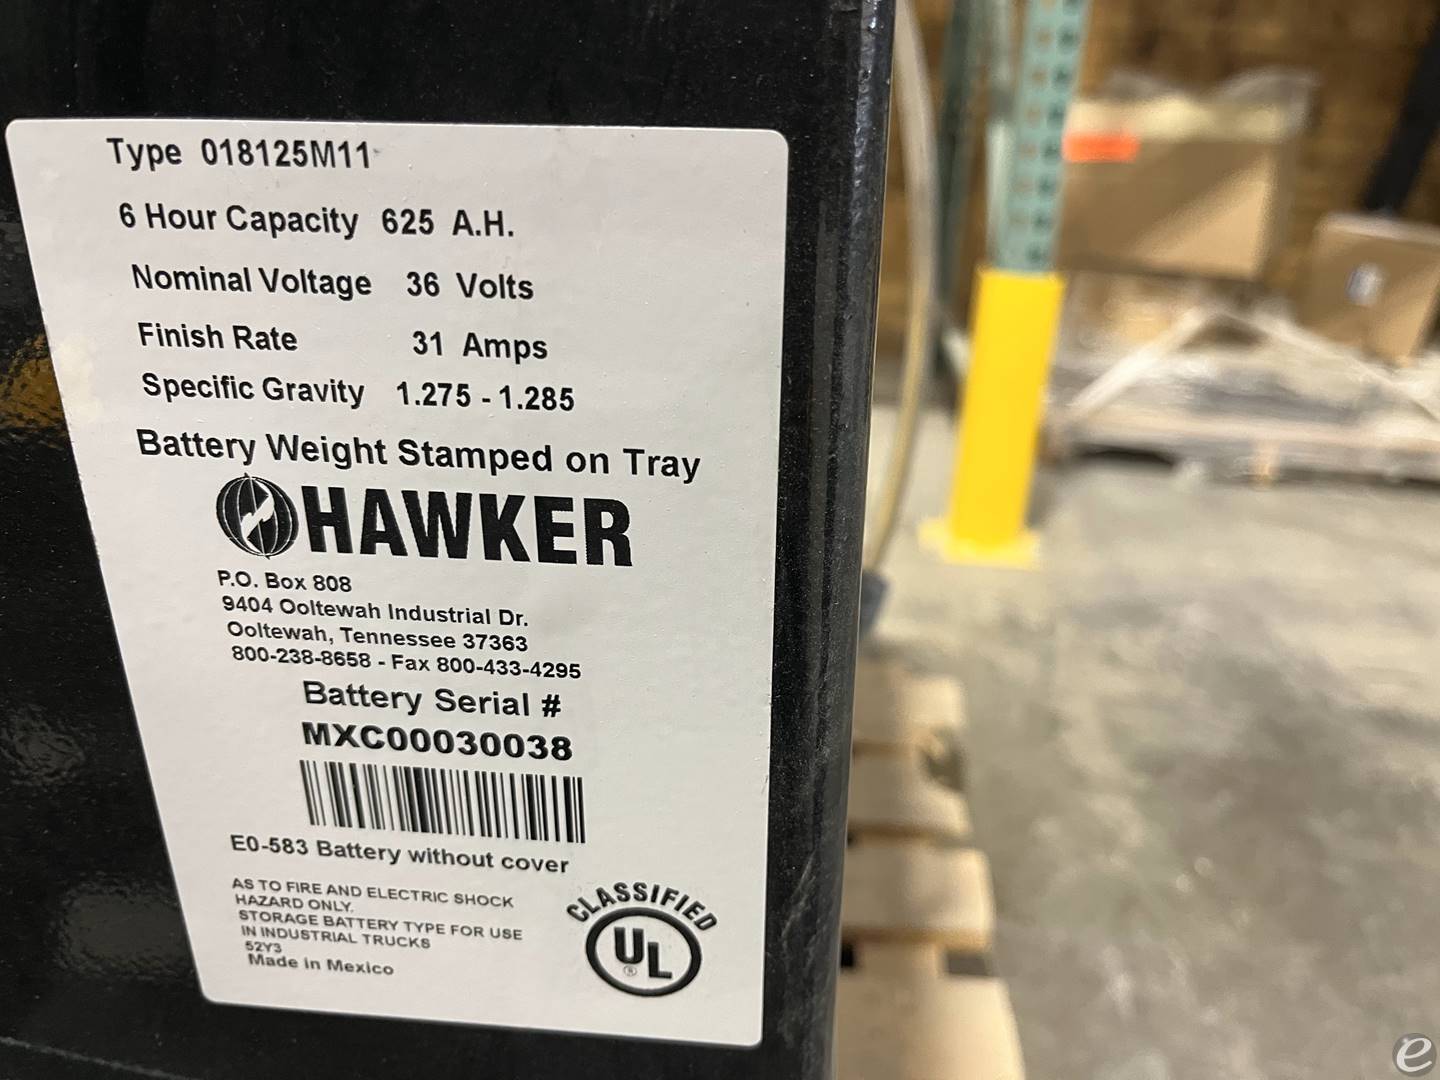 Type 018125M11
6 Hour Capacity 625 A.H.
Nominal Voltage 36 Volts
Finish Rate 31 Amps
Specific Gravity 1.275 - 1.285
Battery Weight Stamped on Tray
HAWKER
P.O. Box 808
9404 Ooltewah Industrial Dr.
Ooltewah, Tennessee 37363
800-238-8658 - Fax 800-433-4295
Battery Serial #
MXC00030038
E0-583 Battery without cover
AS TO FIRE AND ELECTRIC SHOCK
HAZARD ONLY.
STORAGE BATTERY TYPE FOR USE
IN INDUSTRIAL TRUCKS
52Y3
Made in Mexico
CLASSIFIED
UL
®
e